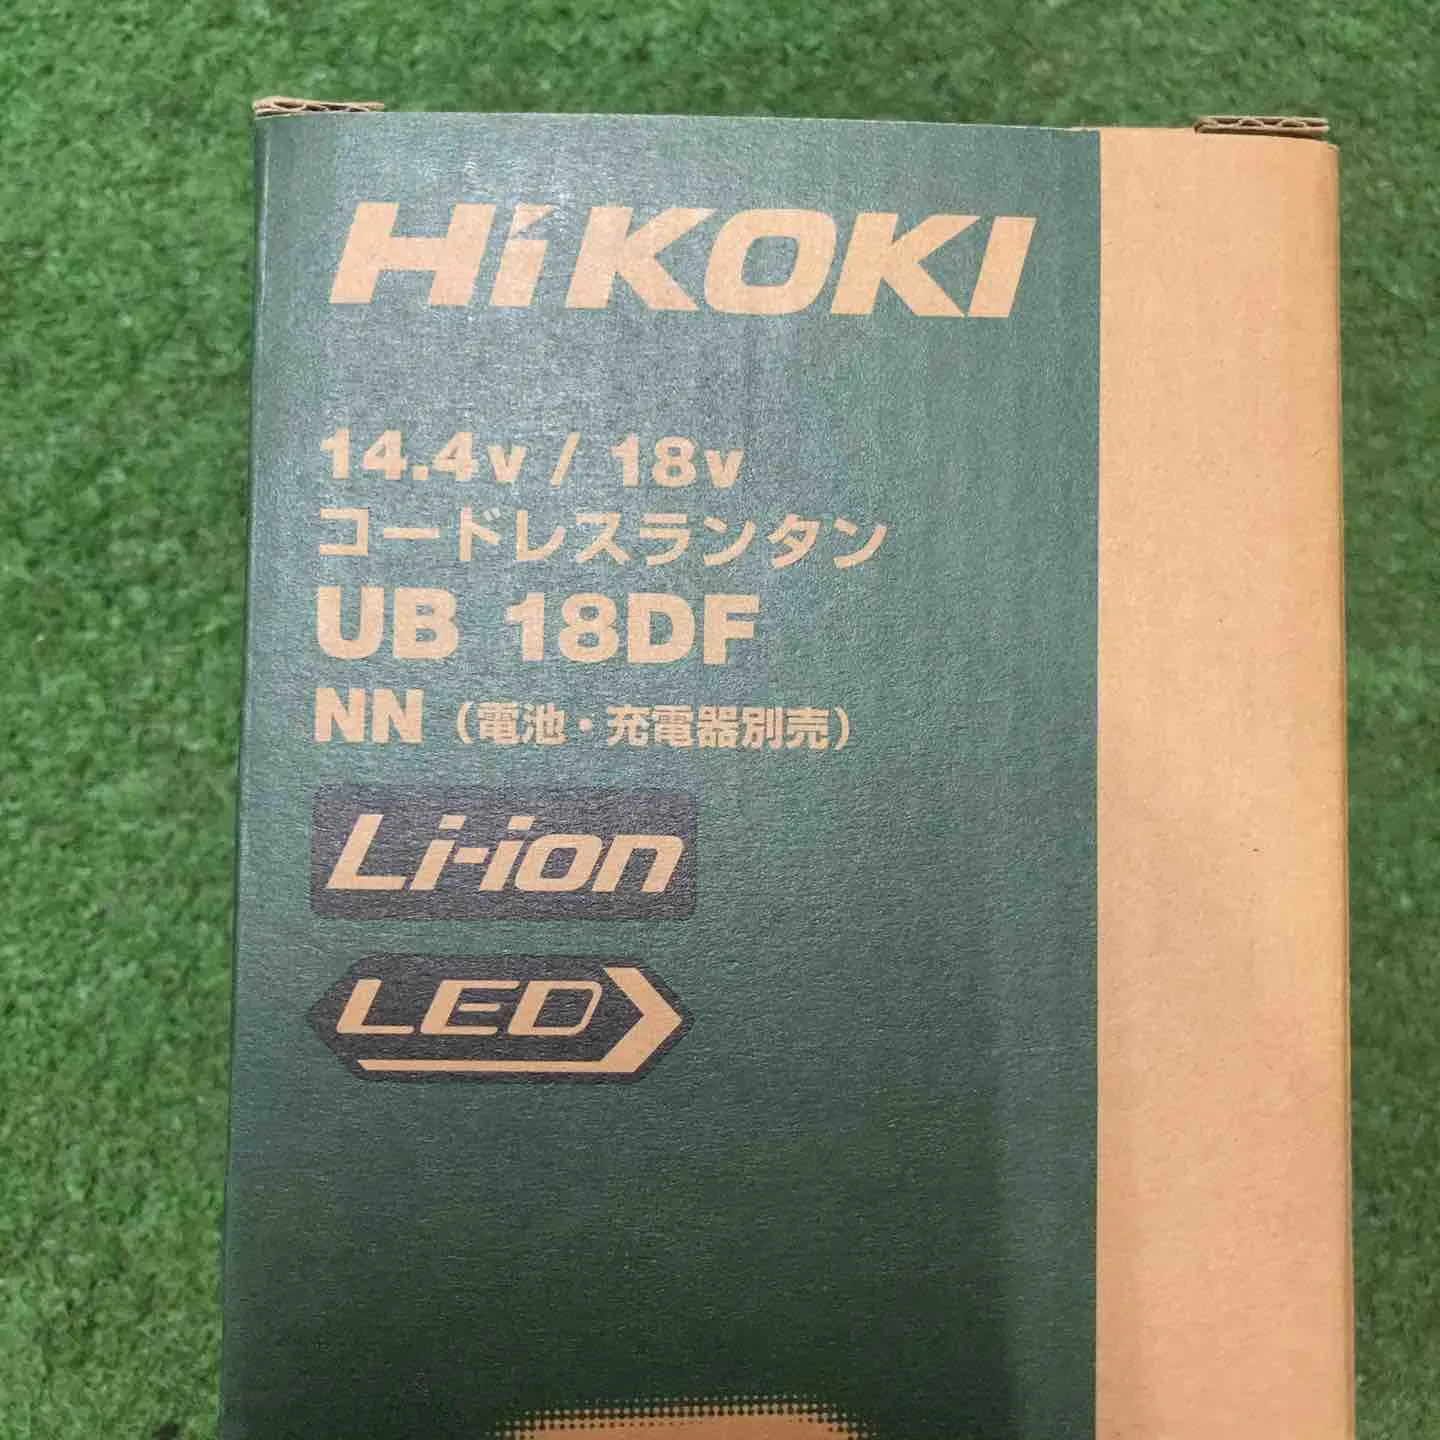 HiKOKI
14.4v / 18v
コードレスランタン
UB 18DF
NN（電池・充電器別売）
Li-ion
LED